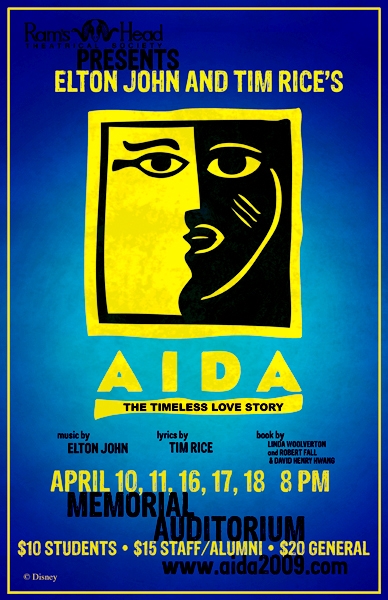 Ram's Head
THEATRICAL SOCIETY
PRESENTS
ELTON JOHN AND TIM RICE'S
AIDA
THE TIMELESS LOVE STORY
music by
ELTON JOHN
lyrics by
TIM RICE
book by
LINDA WOOLVERTON
and ROBERT FALL
& DAVID HENRY HWANG
APRIL 10, 11, 16, 17, 18 8 PM
MEMORIAL
AUDITORIUM
$10 STUDENTS • $15 STAFF/ALUMNI • $20 GENERAL
www.aida2009.com
© Disney